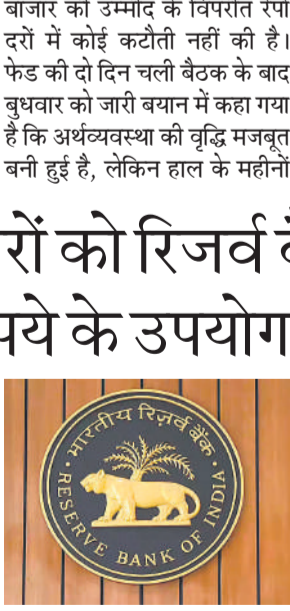 बाजार की उम्मीद के विपरीत रेपो
दरों में कोई कटौती नहीं की है।
फेड की दो दिन चली बैठक के बाद
बुधवार को जारी बयान में कहा गया
है कि अर्थव्यवस्था की वृद्धि मजबूत
बनी हुई है, लेकिन हाल के महीनों
रों को रिजर्व
पये के उपयोग
भारतीय रिज़र्व बैंक
RESERVE BANK OF INDIA